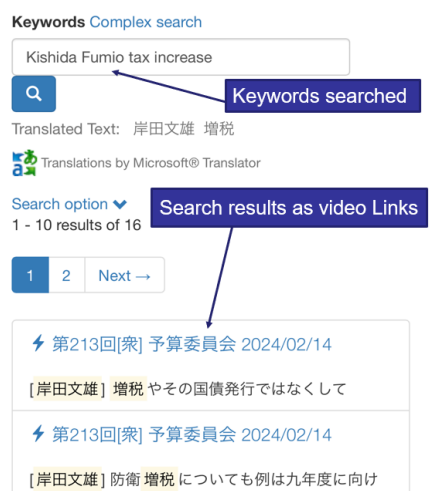 Keywords Complex search
Kishida Fumio tax increase
Keywords searched
Translated Text: 岸田文雄 増税
あ a Translations by Microsoft® Translator
Search option
Search results as video Links
1 - 10 results of 16
1 2 Next →
第213回[衆] 予算委員会 2024/02/14
[岸田文雄] 増税 やその国債発行ではなくして
第213回[衆] 予算委員会 2024/02/14
[岸田文雄] 防衛 増税 についても例は九年度に向け